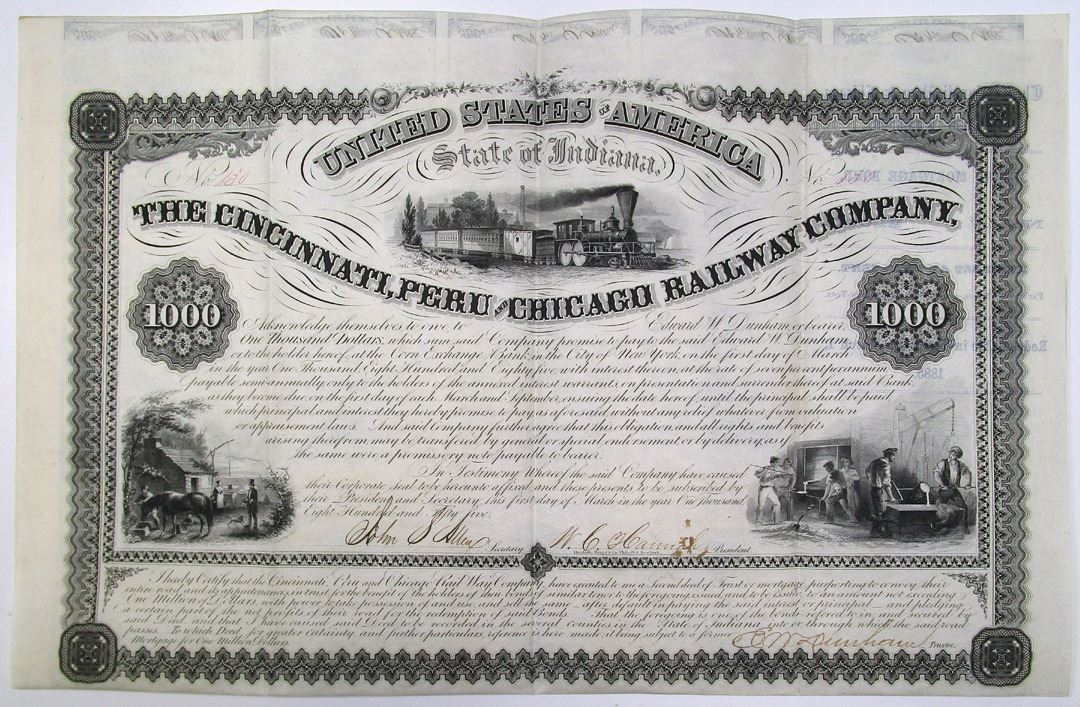 UNITED STATES OF AMERICA
State of Indiana.
No. 130 No.
THE CINCINNATI, PERU AND CHICAGO RAILWAY COMPANY,
1000 1000
Acknowledge themselves to owe to Edward W. Dunham or bearer
One Thousand Dollars, which sum said Company promise to pay to the said Edward W. Dunham
or to the holder hereof, at the Corn Exchange Bank, in the City of New York, on the first day of March
in the year One Thousand Eight Hundred and Eighty five, with interest thereon, at the rate of seven per cent per annum
payable semi annually only to the holders of the annexed interest warrants, on presentation and surrender thereof at said Bank,
as they become due on the first day of each March and September, ensuing the date hereof, until the principal shall be paid,
which principal and interest they hereby promise to pay as aforesaid, without any relief whatever from valuation
or appraisement laws. And said Company further agree that this obligation, and all rights and benefits
arising therefrom may be transfered by general or special endorsement or by delivery, as if
the same were a promissory note payable to bearer.
In Testimony Whereof the said Company have caused
their Corporate Seal to be hereunto affixed, and these presents to be subscribed by
their President and Secretary, this first day of March in the year One Thousand
Eight Hundred and Fifty five.
John S Allen Secretary W. C. President
I hereby Certify that the Cincinnati, Peru and Chicago Rail Way Company have executed to me a Second deed of Trust or mortgage, purporting to convey their
entire road, and its appurtenances, in trust for the benefit of the holders of their bonds, of similar tenor to the foregoing issued, and to be issued, to an amount not exceeding
One Million of Dollars, with power to take possession of and use, and sell the same, after default in paying the said interest or principal and pledging
a certain part of the net profits of their road for the redemption of said Bonds. That this is one of the bonds referred to and secured by
said Deed and that I have caused said Deed to be recorded in the several counties in the State of Indiana, into or through which the said road
passes. To which Deed, for greater certainty, and further particulars, reference is here made, it being subject to a former
Mortgage for One Million Dollars. E W Dunham Trustee.